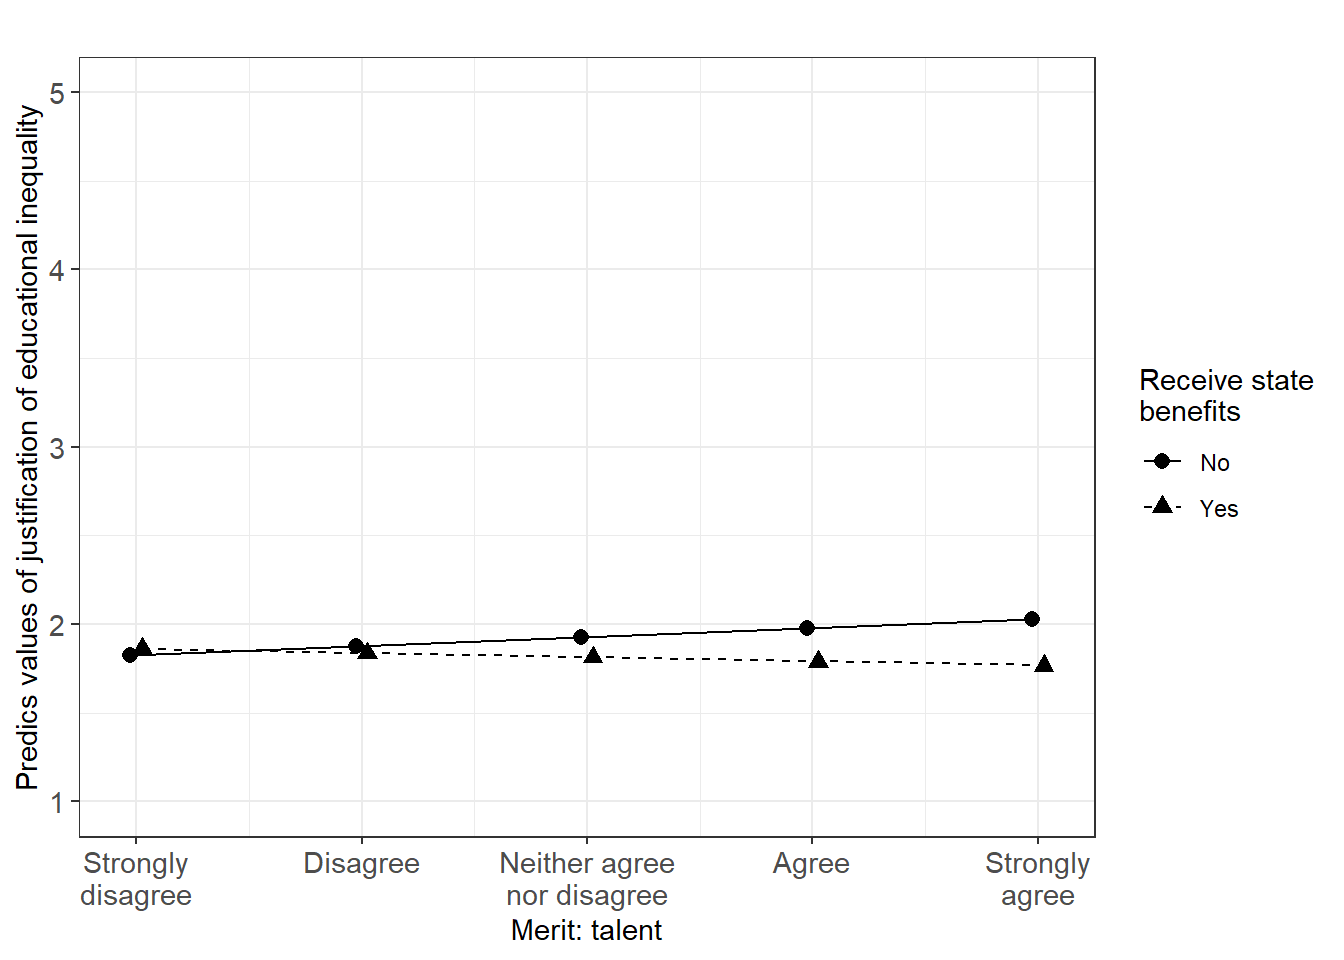 Predics values of justification of educational inequality
5
4
3
2
1
Strongly
disagree
Disagree
Neither agree
nor disagree
Agree
Strongly
agree
Merit: talent
Receive state
benefits
No
Yes